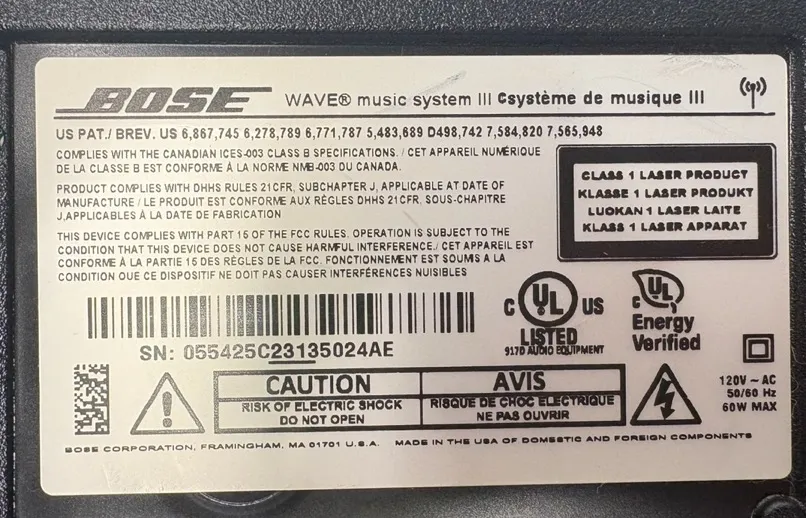 BOSE WAVE® music system III Csystème de musique III
US PAT./ BREV. US 6,867,745 6,278,789 6,771,787 5,483,689 D498,742 7,584,820 7,565,948
COMPLIES WITH THE CANADIAN ICES-003 CLASS B SPECIFICATIONS. / CET APPAREIL NUMÉRIQUE
DE LA CLASSE B EST CONFORME À LA NORME NMB-003 DU CANADA.
PRODUCT COMPLIES WITH DHHS RULES 21CFR, SUBCHAPTER J, APPLICABLE AT DATE OF
MANUFACTURE / LE PRODUIT EST CONFORME AUX RÈGLES DHHS 21CFR, SOUS-CHAPITRE
J,APPLICABLES À LA DATE DE FABRICATION
THIS DEVICE COMPLIES WITH PART 15 OF THE FCC RULES. OPERATION IS SUBJECT TO THE
CONDITION THAT THIS DEVICE DOES NOT CAUSE HARMFUL INTERFERENCE./ CET APPAREIL EST
CONFORME À LA PARTIE 15 DES RÈGLES DE LA FCC. FONCTIONNEMENT EST SOUMIS A LA
CONDITION QUE CE DISPOSITIF NE DOIT PAS CAUSER INTERFÉRENCES NUISIBLES
CLASS 1 LASER PRODUCT
KLASSE 1 LASER PRODUKT
LUOKAN 1 LASER LAITE
KLASS 1 LASER APPARAT
SN: 055425C23135024AE
C UL US
LISTED
917D AUDIO EQUIPMENT
C UL
Energy
Verified
120V ~ AC
50/60 Hz
60W MAX
CAUTION
RISK OF ELECTRIC SHOCK
DO NOT OPEN
AVIS
RISQUE DE CHOC ELECTRIQUE
NE PAS OUVRIR
BOSE CORPORATION, FRAMINGHAM, MA 01701 U.S.A. MADE IN THE USA OF DOMESTIC AND FOREIGN COMPONENTS